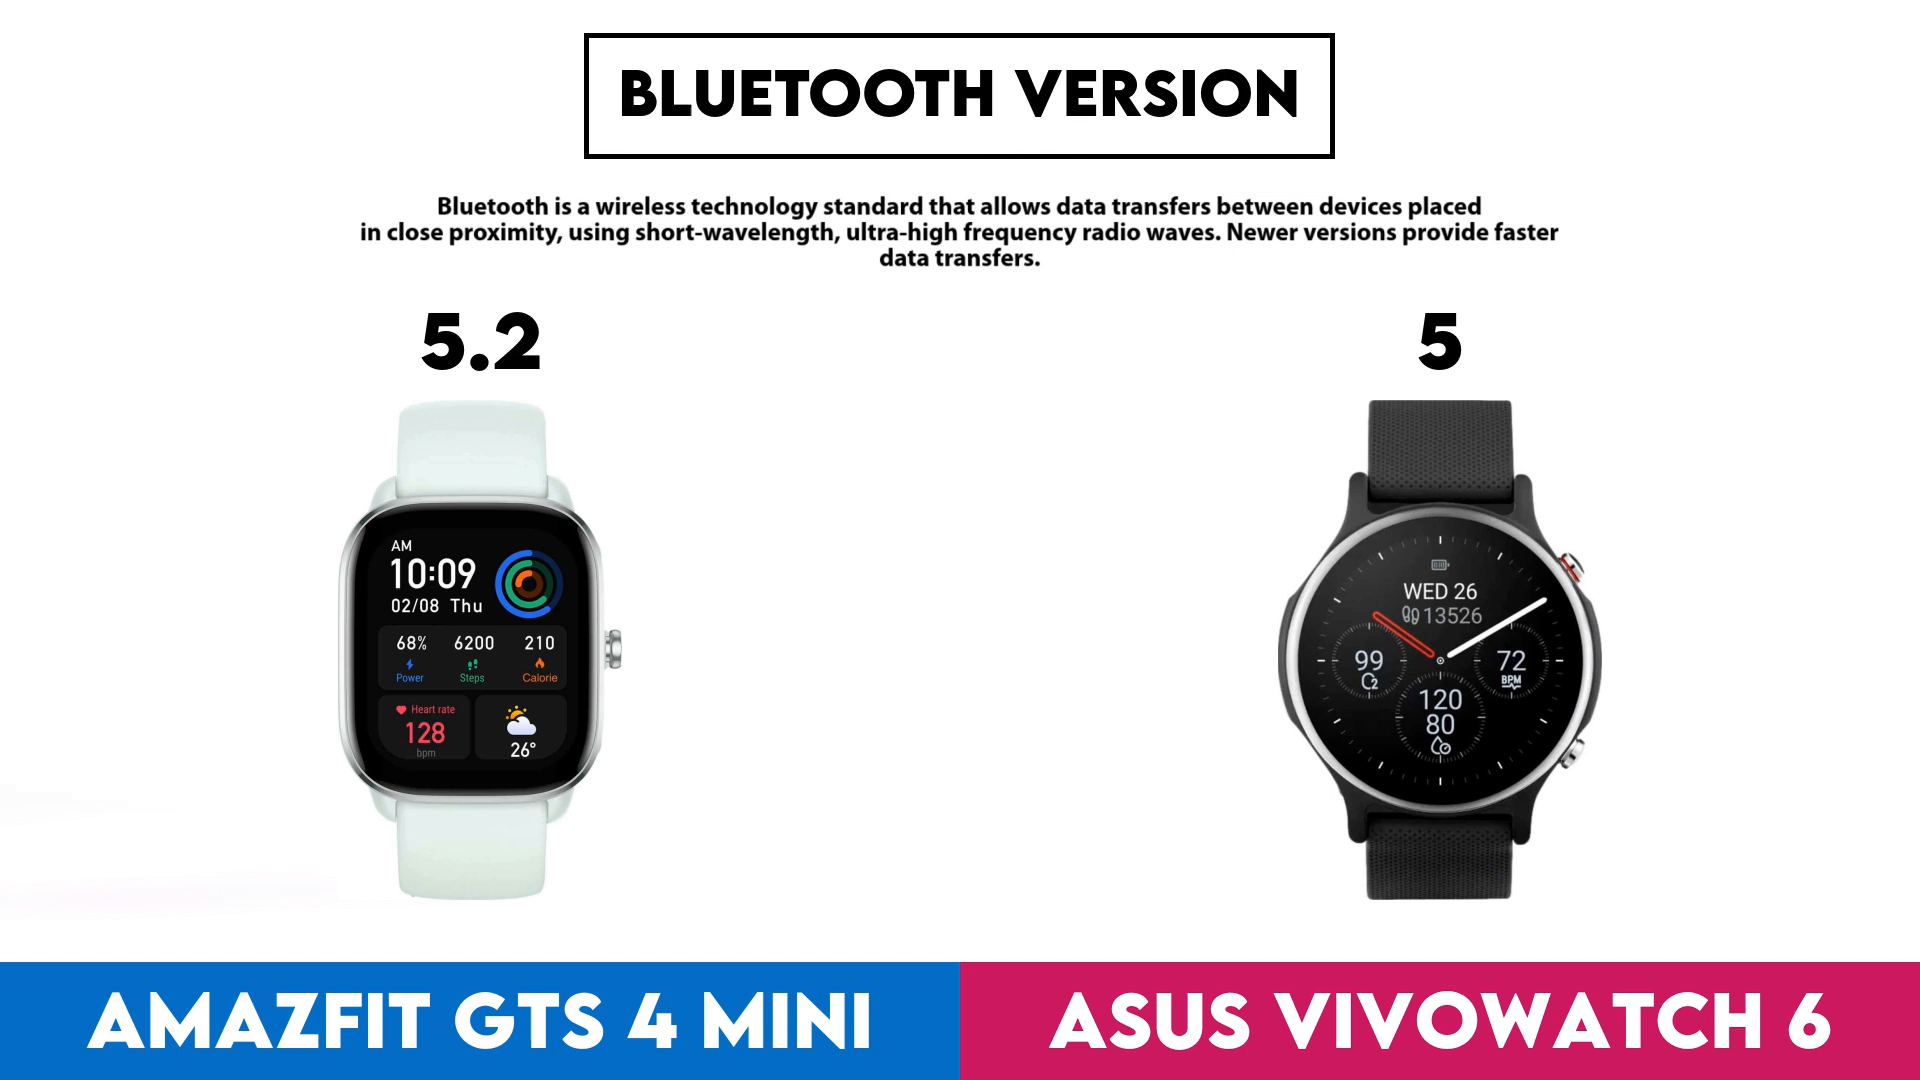 BLUETOOTH VERSION
Bluetooth is a wireless technology standard that allows data transfers between devices placed
in close proximity, using short-wavelength, ultra-high frequency radio waves. Newer versions provide faster
data transfers.
5.2
5
AM
10:09
02/08 Thu
68% 6200 210
Power Steps Calorie
Heart rate
128
bpm
26°
WED 26
13526
99
72
BPM
120
80
AMAZFIT GTS 4 MINI
ASUS VIVOWATCH 6